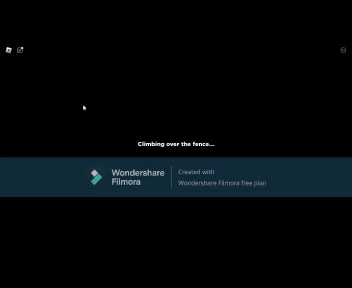 Climbing over the fence...
Wondershare
Filmora
Created with
Wondershare Filmora free plan